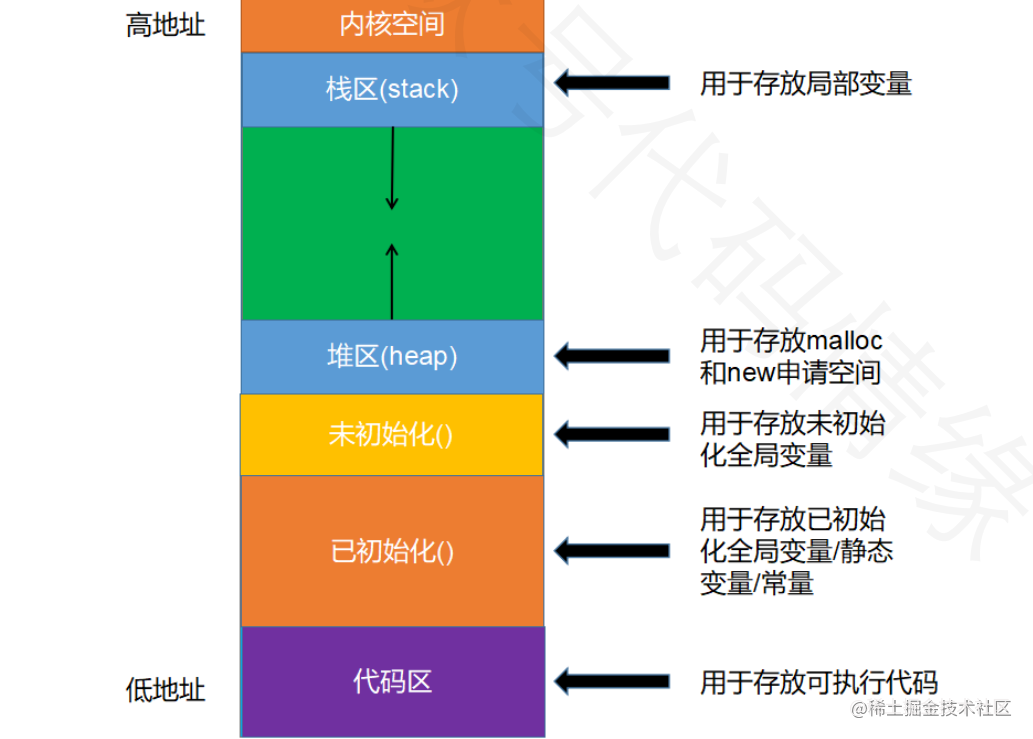 高地址
内核空间
栈区(stack)
用于存放局部变量
堆区(heap)
用于存放malloc
和new申请空间
未初始化()
用于存放未初始
化全局变量
已初始化()
用于存放已初始
化全局变量/静态
变量/常量
低地址
代码区
用于存放可执行代码
@稀土掘金技术社区
号代码情缘